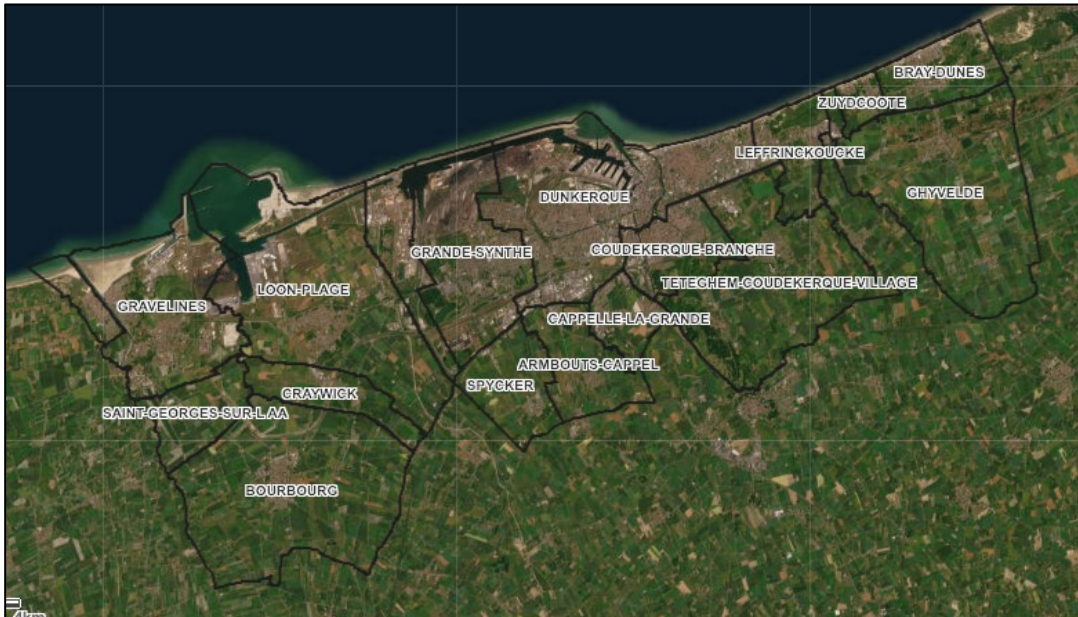 BRAY-DUNES
ZUYDCOOTE
LEFFRINCKOUCKE
GHYVELDE
DUNKERQUE
COUDEKERQUE-BRANCHE
GRANDE-SYNTHE
TETEGHEM-COUDEKERQUE-VILLAGE
LOON-PLAGE
GRAVELINES
CAPPELLE-LA-GRANDE
ARMBOUTS-CAPPEL
SPYCKER
CRAYWICK
SAINT-GEORGES-SUR-L AA
BOURBOURG
4km